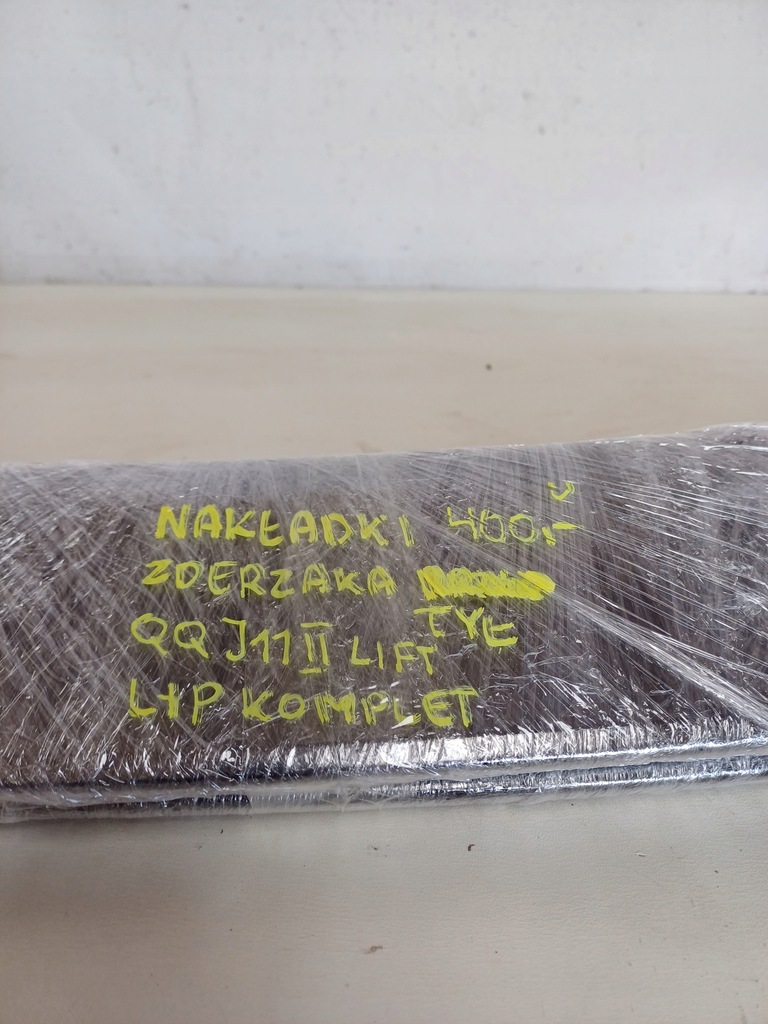 NAKŁADKI 400,-
ZDERZAKA
TYŁ
QQ J11 II LIFT
L+P KOMPLET